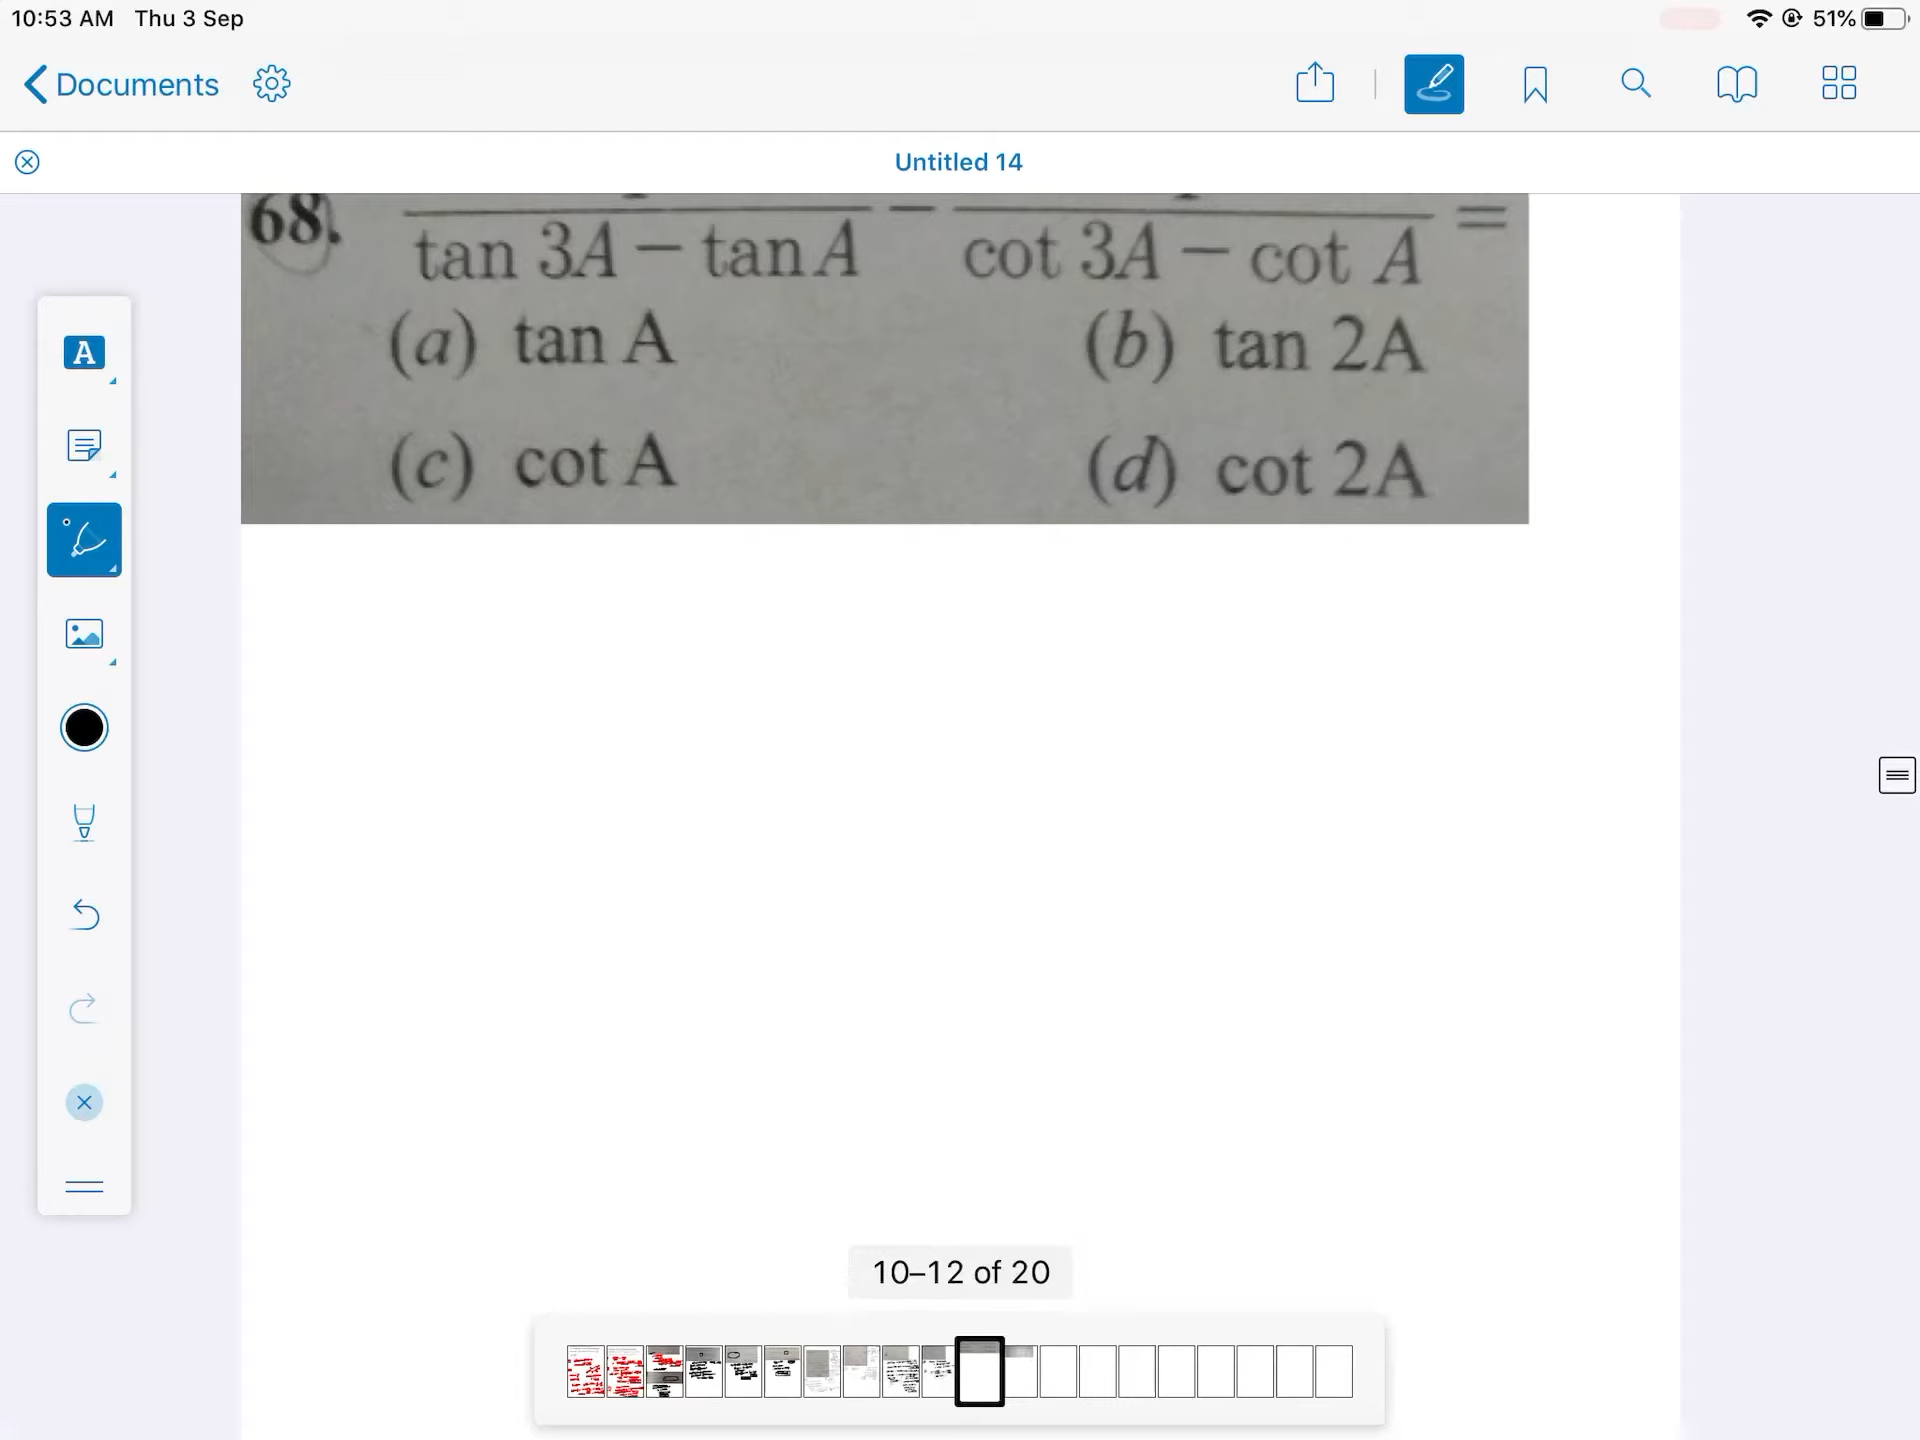 10:53 AM Thu 3 Sep
51%
Documents
Untitled 14
68. tan 3A – tan A – cot 3A – cot A =
(a) tan A (b) tan 2A
(c) cot A (d) cot 2A
A
10–12 of 20